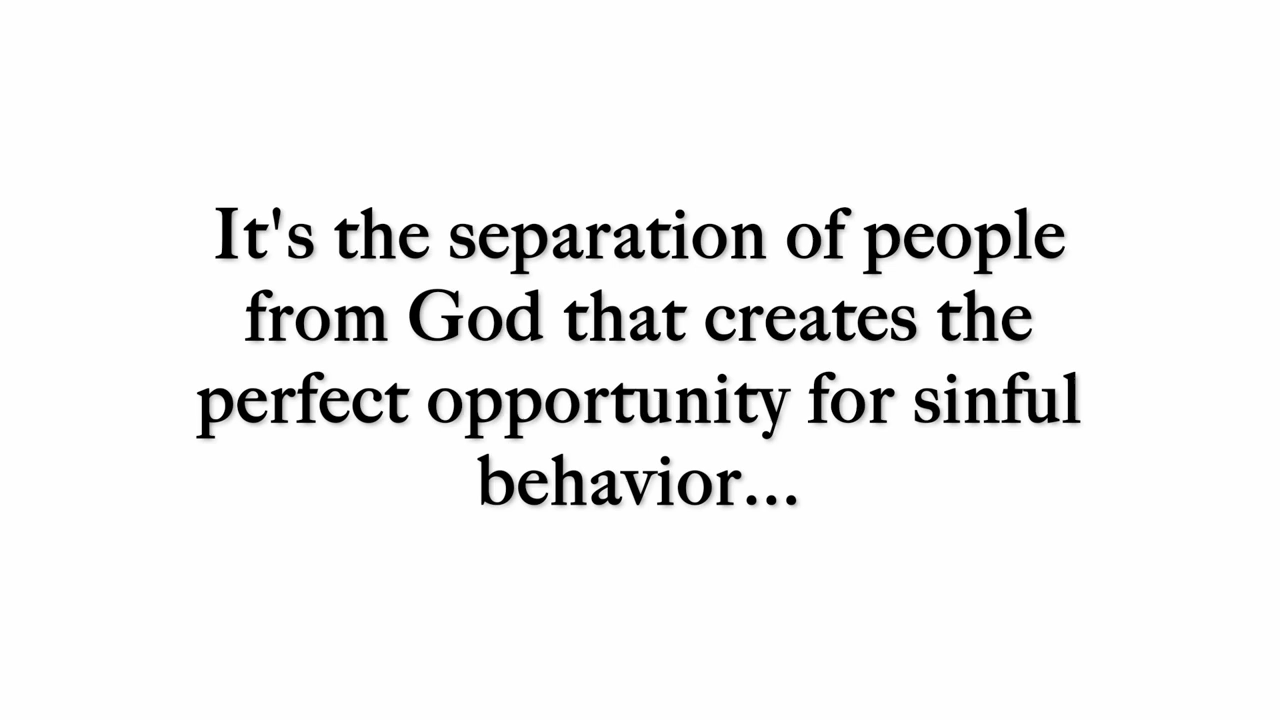 It's the separation of people
from God that creates the
perfect opportunity for sinful
behavior...